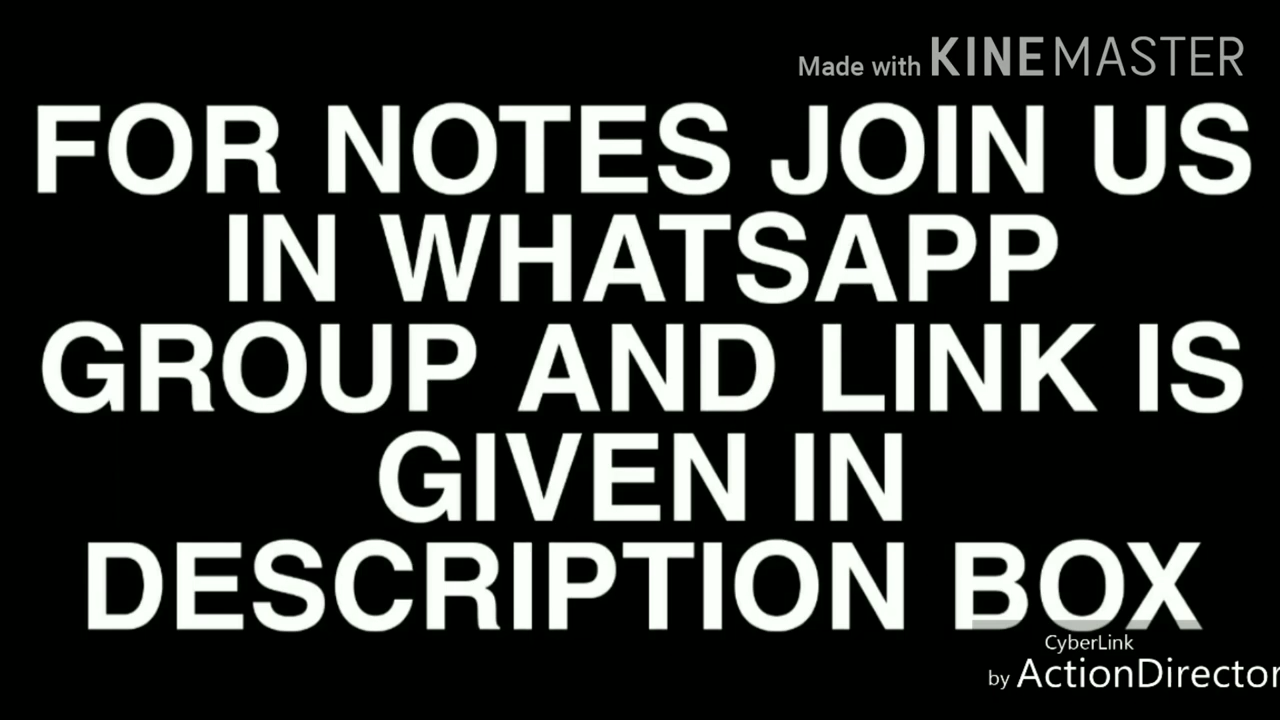 Made with KINEMASTER
FOR NOTES JOIN US
IN WHATSAPP
GROUP AND LINK IS
GIVEN IN
DESCRIPTION BOX
CyberLink
by ActionDirector